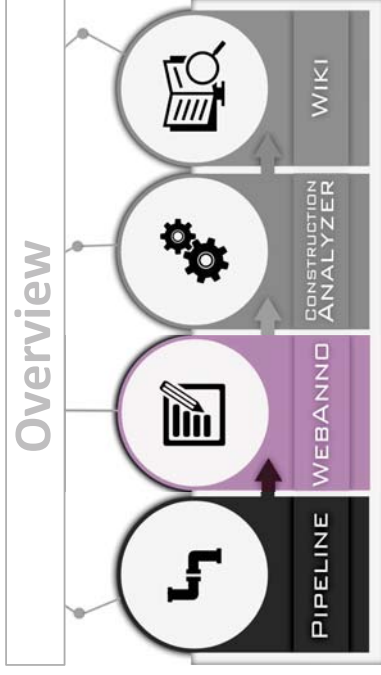 Overview
PIPELINE
WEBANNO
CONSTRUCTION
ANALYZER
WIKI